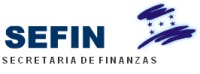 SEFIN
SECRETARIA DE FINANZAS